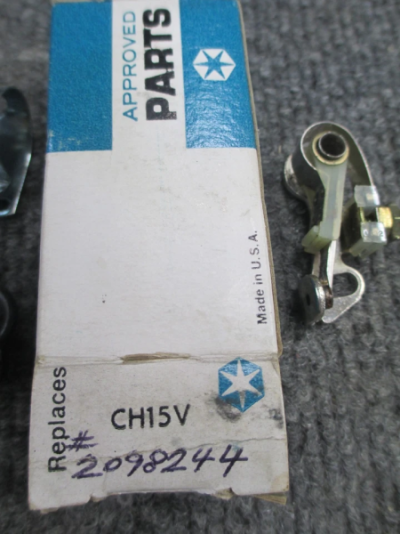 APPROVED
PARTS
Made in U.S.A.
CH15V
Replaces
# 2098244